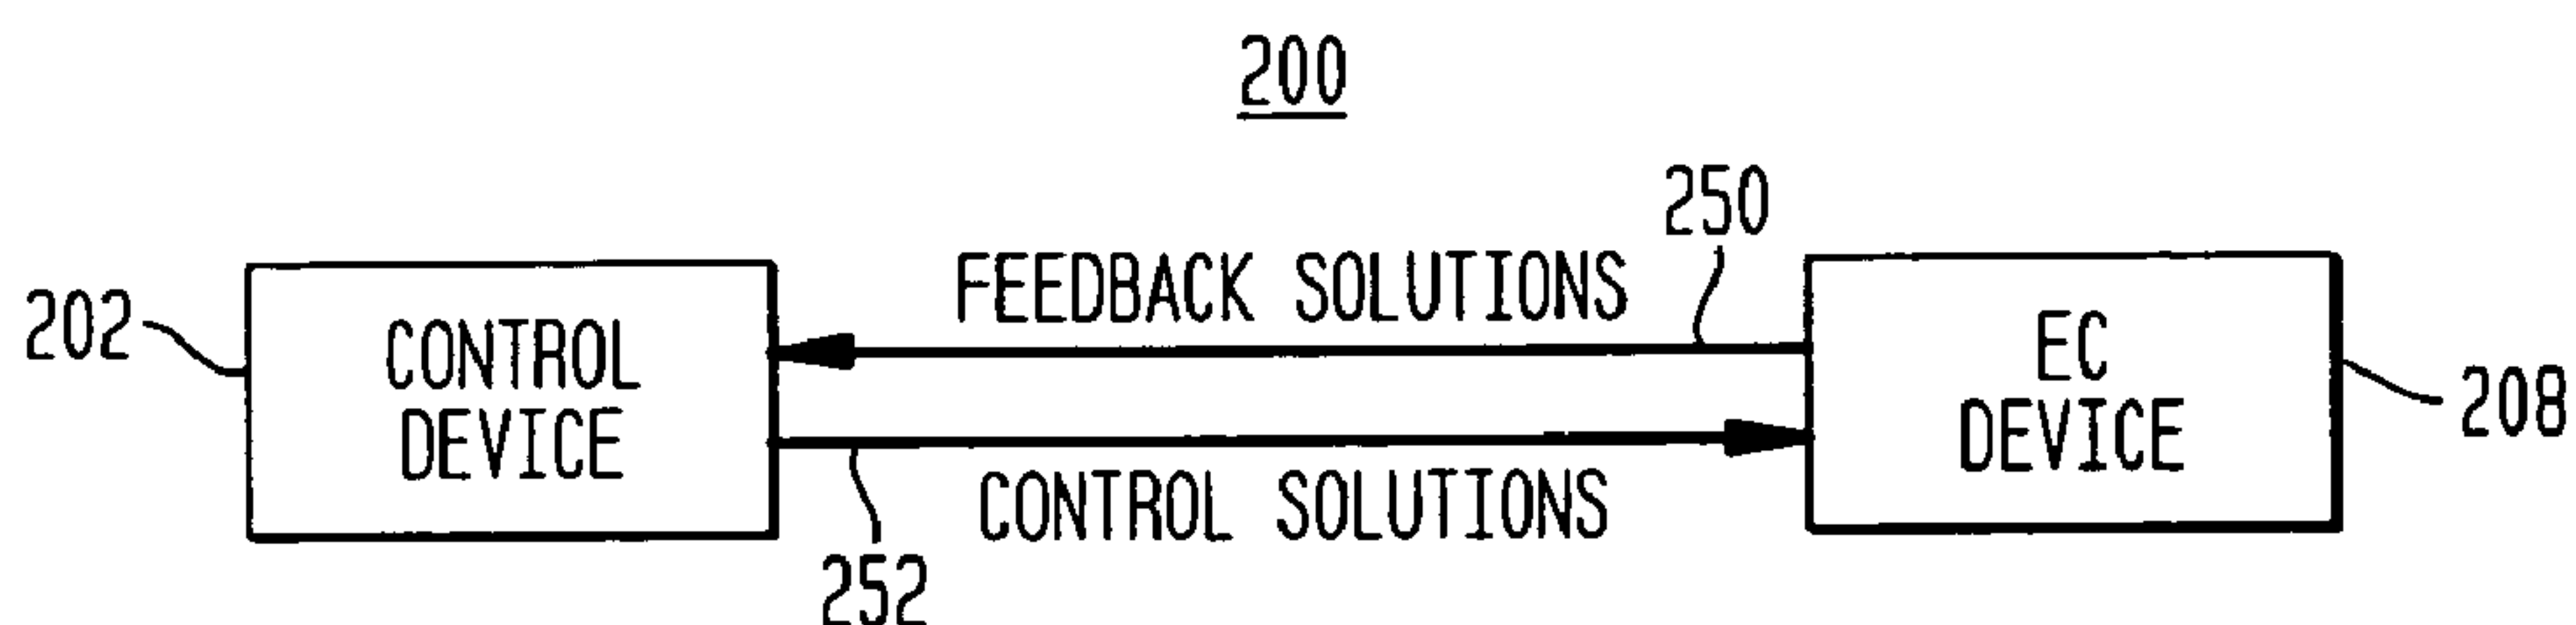 200
250
FEEDBACK SOLUTIONS
202
CONTROL
DEVICE
EC
DEVICE
208
CONTROL SOLUTIONS
252